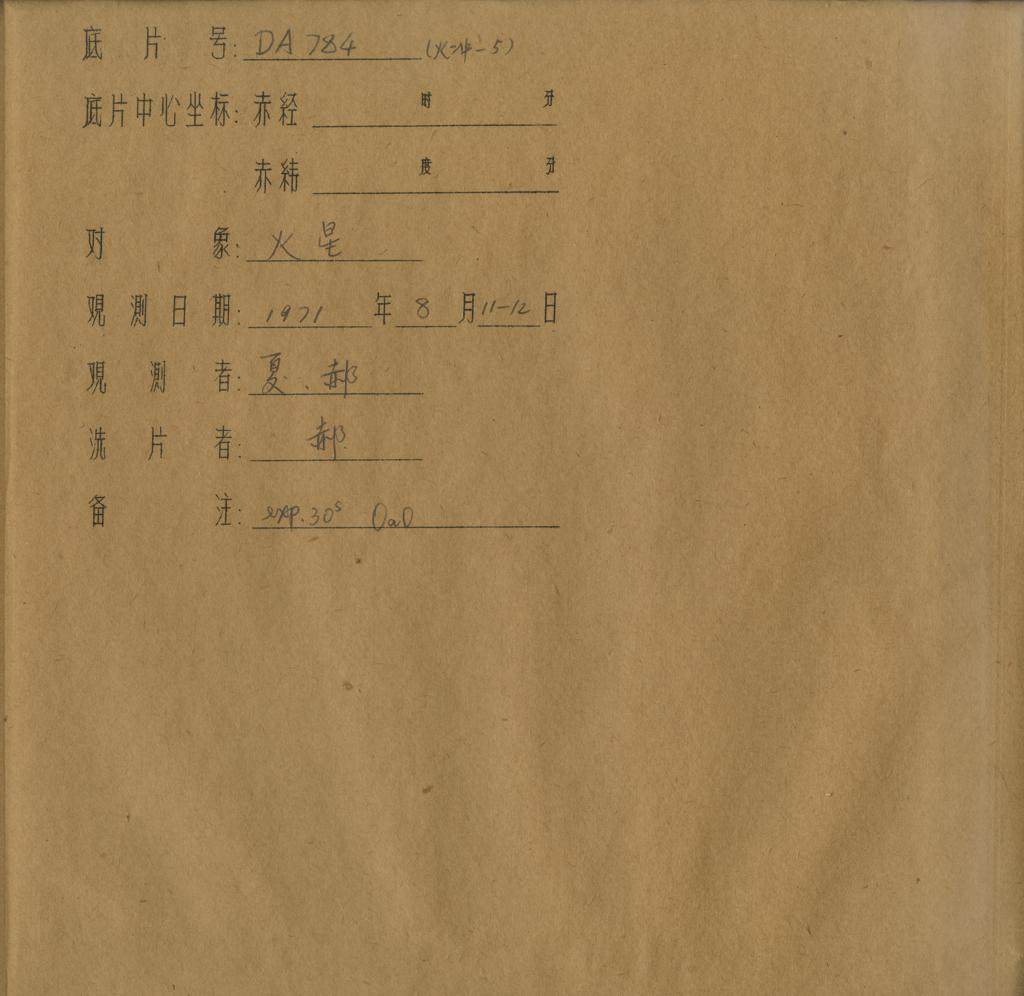 底片号: DA 784 (火冲-5)
底片中心坐标: 赤经 时 分
赤纬 度 分
对象: 火星
观测日期: 1971 年 8 月 11-12 日
观测者: 夏、郝
洗片者: 郝
备注: exp. 30s OaO